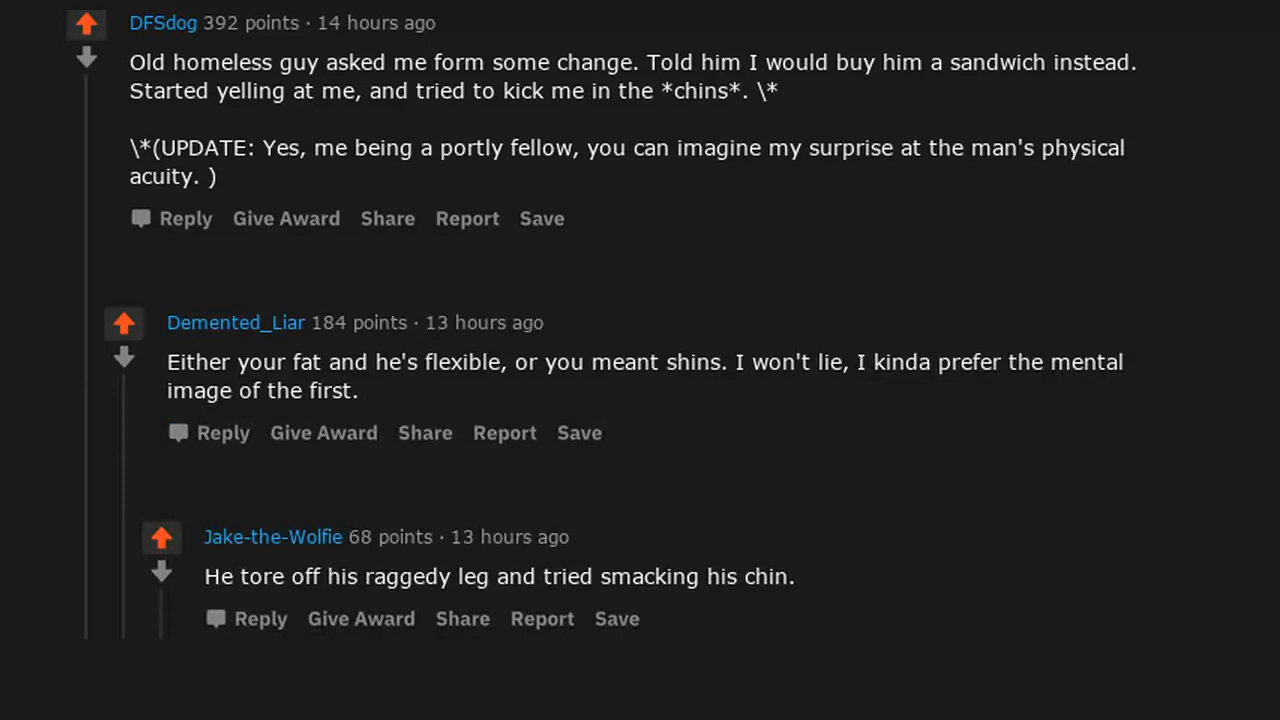 DFSdog 392 points · 14 hours ago
Old homeless guy asked me form some change. Told him I would buy him a sandwich instead.
Started yelling at me, and tried to kick me in the *chins*. \*
\*(UPDATE: Yes, me being a portly fellow, you can imagine my surprise at the man's physical
acuity. )
Reply Give Award Share Report Save
Demented_Liar 184 points · 13 hours ago
Either your fat and he's flexible, or you meant shins. I won't lie, I kinda prefer the mental
image of the first.
Reply Give Award Share Report Save
Jake-the-Wolfie 68 points · 13 hours ago
He tore off his raggedy leg and tried smacking his chin.
Reply Give Award Share Report Save